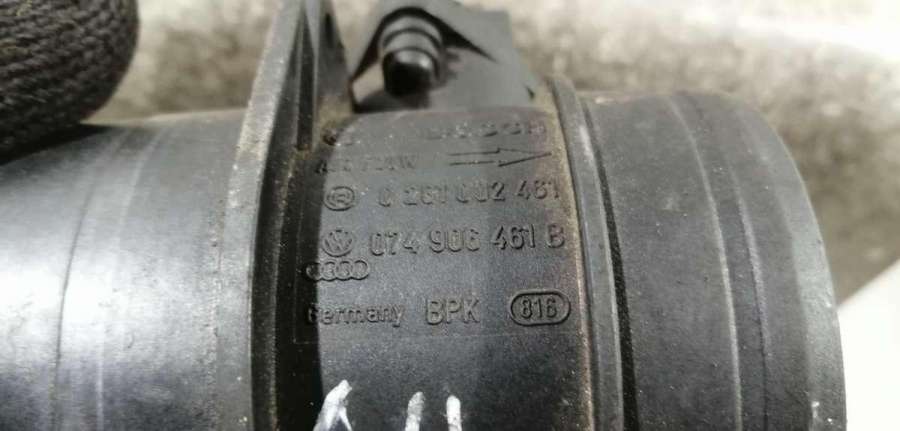 BOSCH
AIR FLOW
0 281 002 461
074 906 461 B
Germany BPK 816